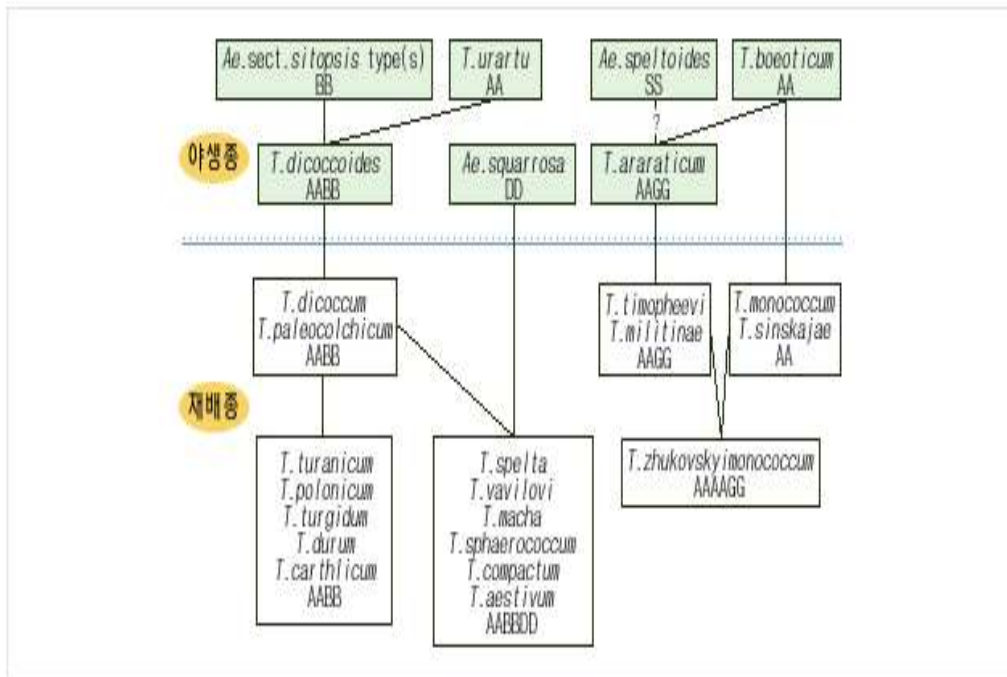 Ae.sect.sitopsis type(s)
BB
T.urartu
AA
Ae.speltoides
SS
T.boeoticum
AA
?
야생종
T.dicoccoides
AABB
Ae.squarrosa
DD
T.araraticum
AAGG
T.dicoccum
T.paleocolchicum
AABB
T.timopheevi
T.militinae
AAGG
T.monococcum
T.sinskajae
AA
재배종
T.turanicum
T.polonicum
T.turgidum
T.durum
T.carthlicum
AABB
T.spelta
T.vavilovi
T.macha
T.sphaerococcum
T.compactum
T.aestivum
AABBDD
T.zhukovskyimonococcum
AAAAGG